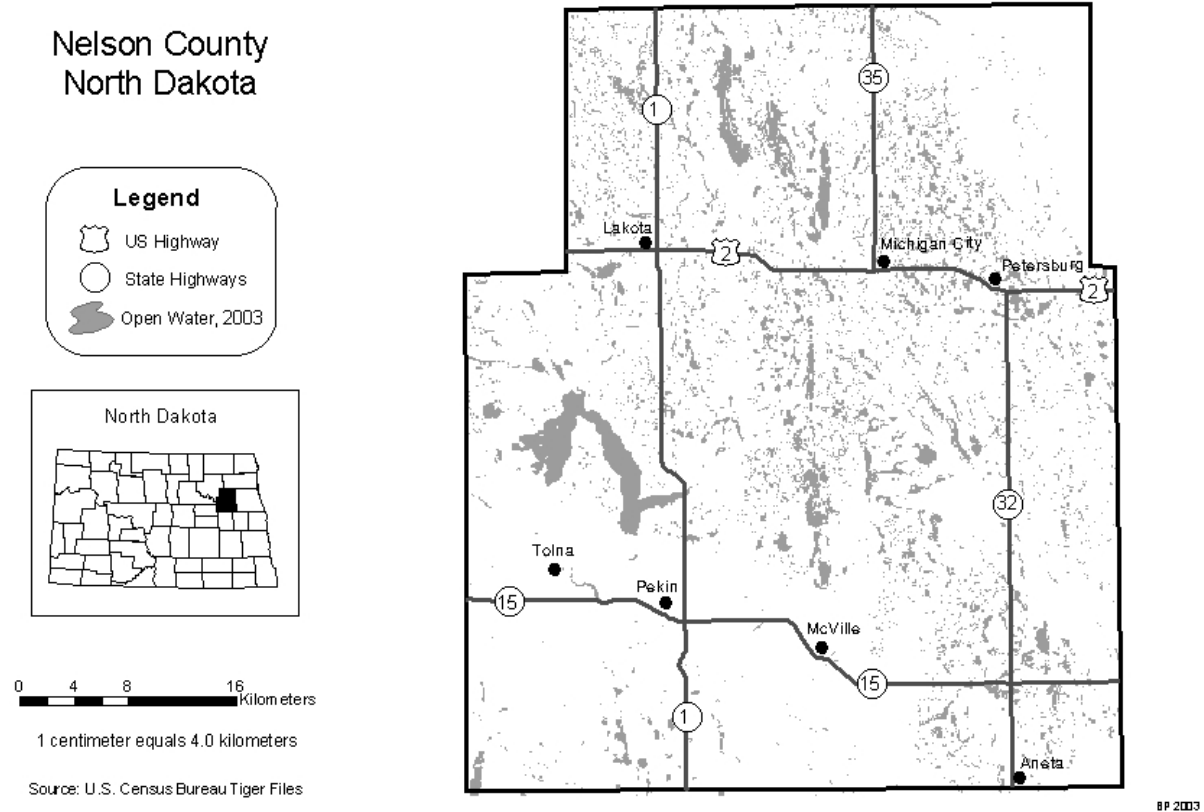 Nelson County
North Dakota
Legend
US Highway
State Highways
Open Water, 2003
North Dakota
0 4 8 16
Kilometers
1 centimeter equals 4.0 kilometers
Source: U.S. Census Bureau Tiger Files
35
1
Lakota
2
Michigan City
Petersburg
2
32
Tolna
Pekin
15
McVille
15
1
Aneta
BP 2003